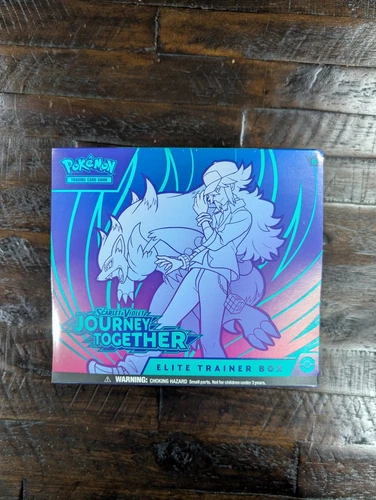 Pokémon
TRADING CARD GAME
SCARLET & VIOLET
JOURNEY
TOGETHER
ELITE TRAINER BOX
WARNING: CHOKING HAZARD Small parts. Not for children under 3 years.